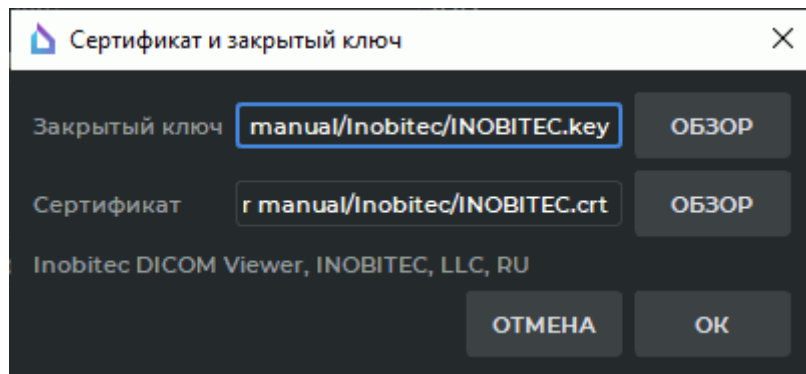 Сертификат и закрытый ключ
Закрытый ключ manual/Inobitec/INOBITEC.key ОБЗОР
Сертификат r manual/Inobitec/INOBITEC.crt ОБЗОР
Inobitec DICOM Viewer, INOBITEC, LLC, RU
ОТМЕНА ОК